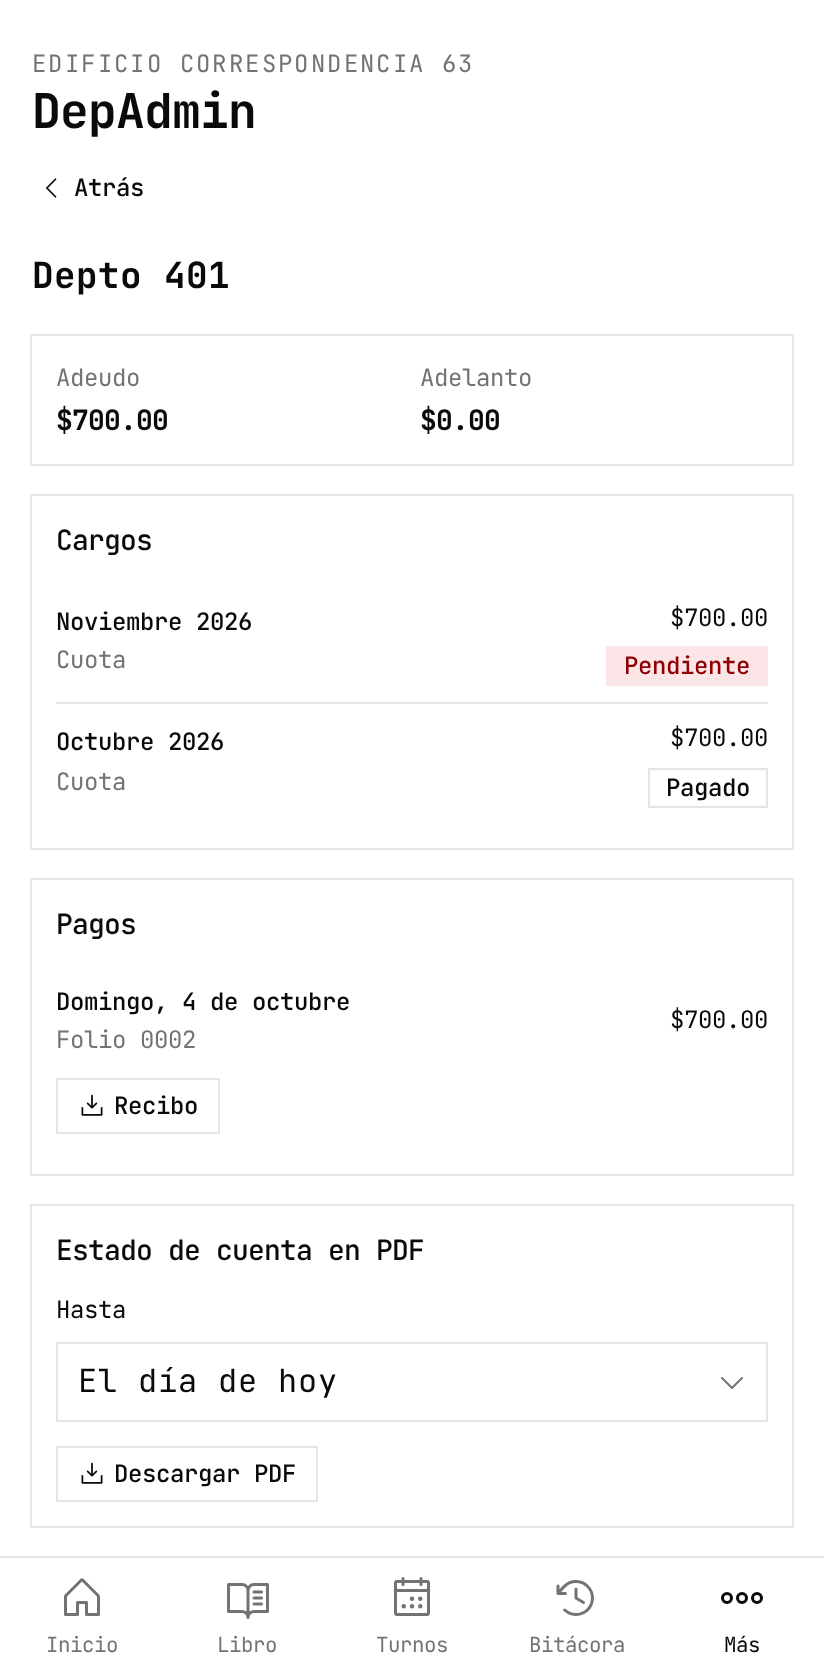 EDIFICIO CORRESPONDENCIA 63
DepAdmin
Atrás
Depto 401
Adeudo Adelanto
$700.00 $0.00
Cargos
Noviembre 2026 $700.00
Cuota Pendiente
Octubre 2026 $700.00
Cuota Pagado
Pagos
Domingo, 4 de octubre $700.00
Folio 0002
Recibo
Estado de cuenta en PDF
Hasta
El día de hoy
Descargar PDF
Inicio Libro Turnos Bitácora Más